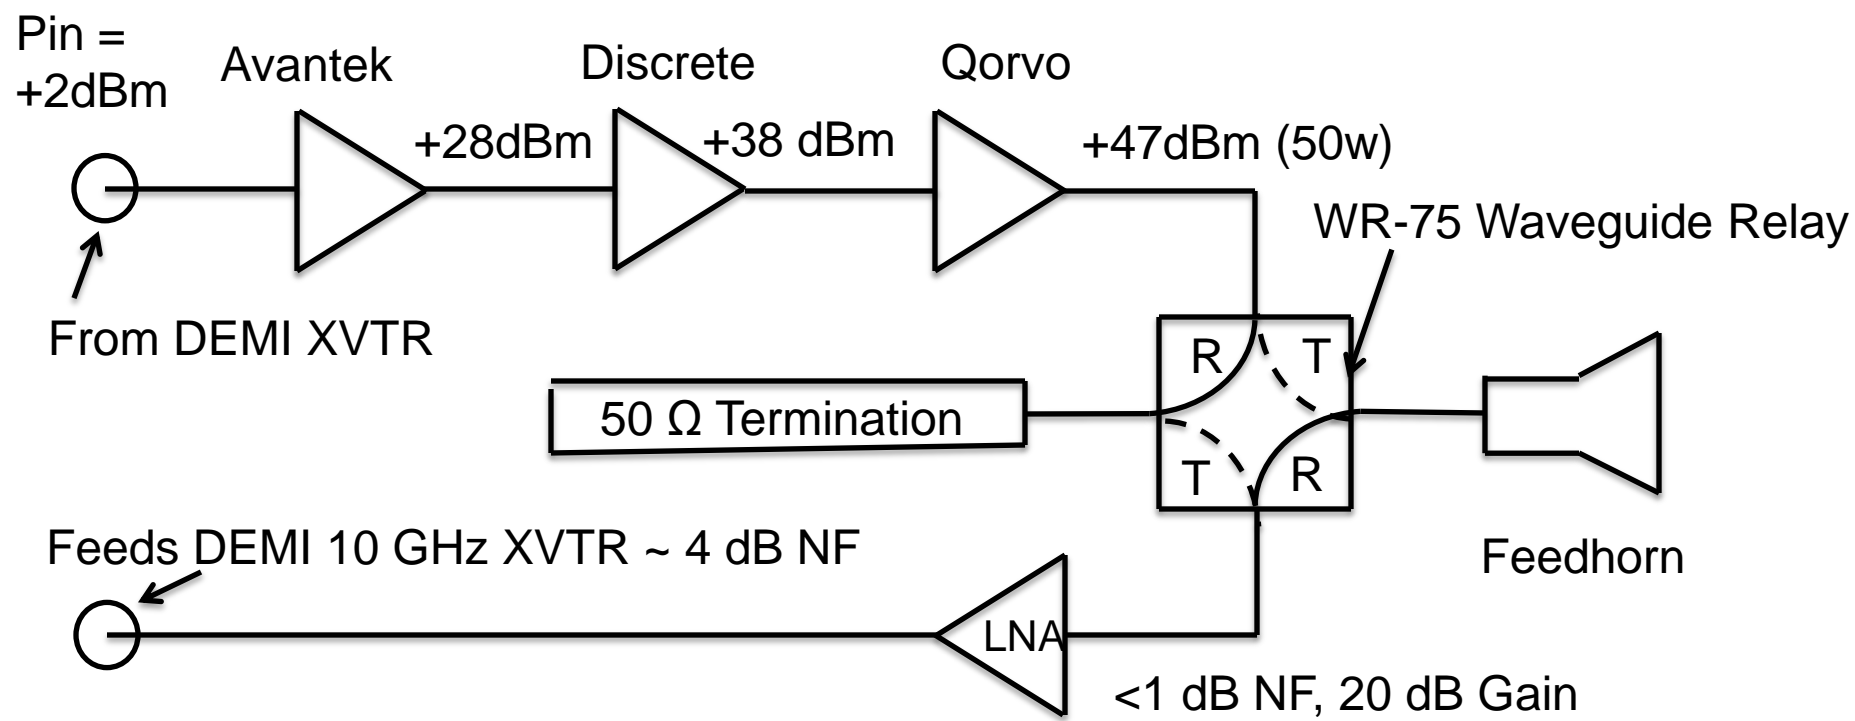 Pin =
+2dBm
Avantek
Discrete
Qorvo
+28dBm
+38 dBm
+47dBm (50w)
WR-75 Waveguide Relay
From DEMI XVTR
R
T
50 Ω Termination
T
R
Feeds DEMI 10 GHz XVTR ~ 4 dB NF
Feedhorn
LNA
<1 dB NF, 20 dB Gain